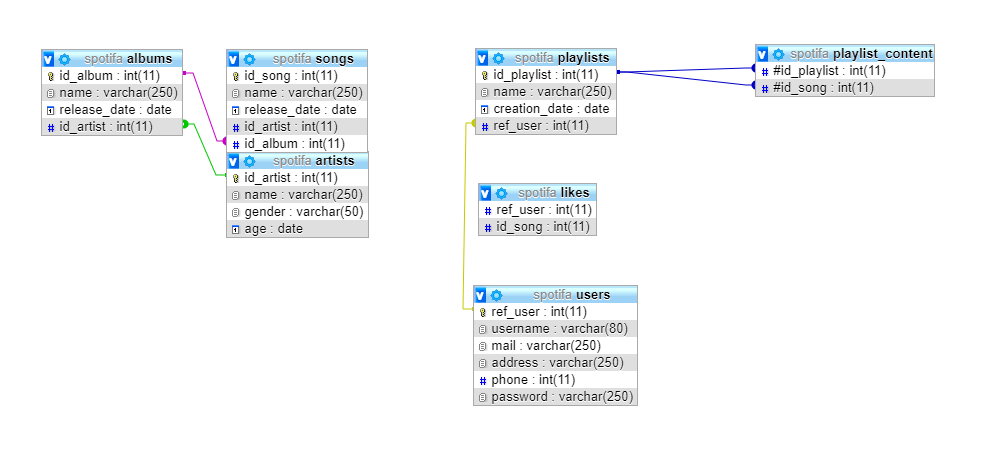 spotifa albums
id_album : int(11)
name : varchar(250)
release_date : date
# id_artist : int(11)
spotifa songs
id_song : int(11)
name : varchar(250)
release_date : date
# id_artist : int(11)
# id_album : int(11)
spotifa artists
id_artist : int(11)
name : varchar(250)
gender : varchar(50)
age : date
spotifa playlists
id_playlist : int(11)
name : varchar(250)
creation_date : date
# ref_user : int(11)
spotifa playlist_content
# #id_playlist : int(11)
# #id_song : int(11)
spotifa likes
# ref_user : int(11)
# id_song : int(11)
spotifa users
ref_user : int(11)
username : varchar(80)
mail : varchar(250)
address : varchar(250)
# phone : int(11)
password : varchar(250)